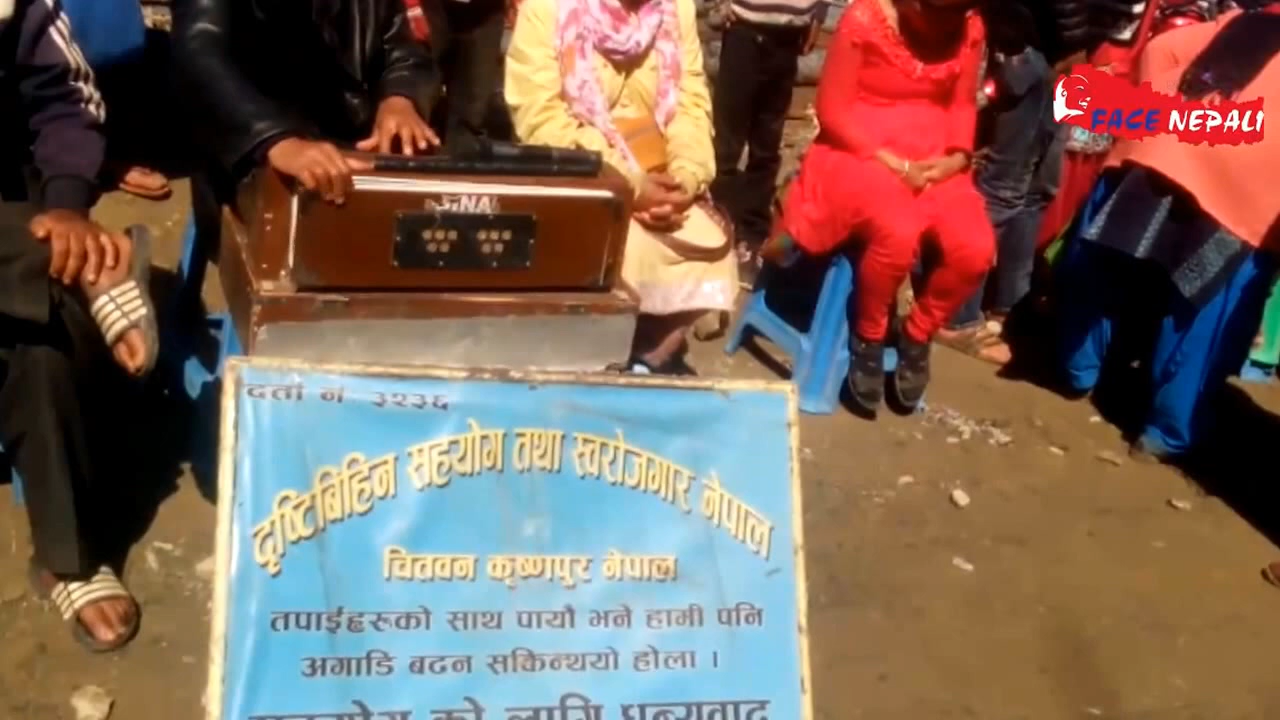 FACE NEPALI
दर्ता नं ३२३६
दृष्टिबिहिन सहयोग तथा स्वरोजगार नेपाल
चितवन कृष्णपुर नेपाल
तपाईहरुको साथ पायौ भने हामी पनि
अगाडि बढन सकिन्थयो होला ।
सहयोग को लागि धन्यवाद